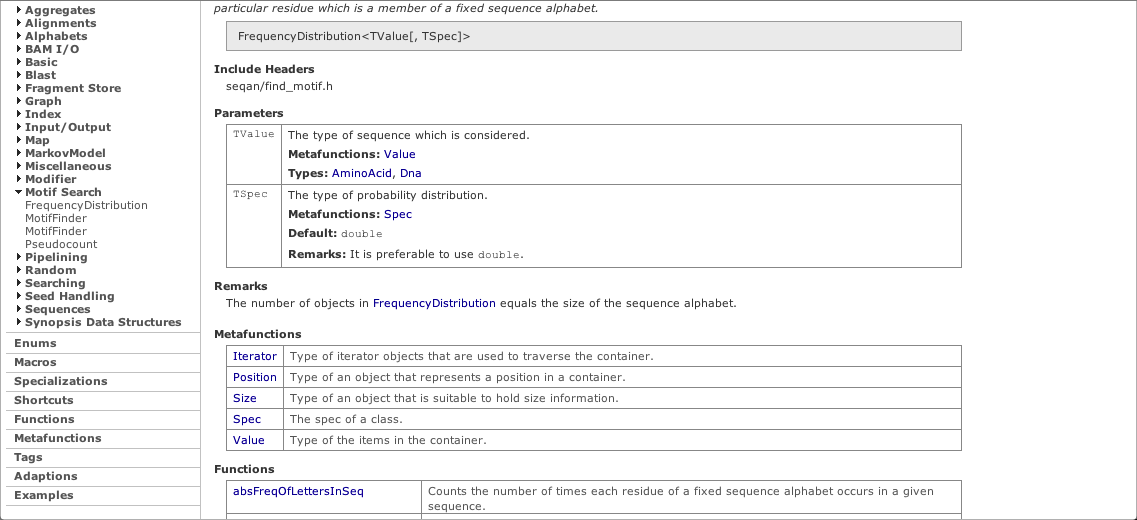 Aggregates
Alignments
Alphabets
BAM I/O
Basic
Blast
Fragment Store
Graph
Index
Input/Output
Map
MarkovModel
Miscellaneous
Modifier
Motif Search
FrequencyDistribution
MotifFinder
MotifFinder
Pseudocount
Pipelining
Random
Searching
Seed Handling
Sequences
Synopsis Data Structures
Enums
Macros
Specializations
Shortcuts
Functions
Metafunctions
Tags
Adaptions
Examples
particular residue which is a member of a fixed sequence alphabet.
FrequencyDistribution<TValue[, TSpec]>
Include Headers
seqan/find_motif.h
Parameters
TValue The type of sequence which is considered.
Metafunctions: Value
Types: AminoAcid, Dna
TSpec The type of probability distribution.
Metafunctions: Spec
Default: double
Remarks: It is preferable to use double.
Remarks
The number of objects in FrequencyDistribution equals the size of the sequence alphabet.
Metafunctions
Iterator Type of iterator objects that are used to traverse the container.
Position Type of an object that represents a position in a container.
Size Type of an object that is suitable to hold size information.
Spec The spec of a class.
Value Type of the items in the container.
Functions
absFreqOfLettersInSeq Counts the number of times each residue of a fixed sequence alphabet occurs in a given
sequence.